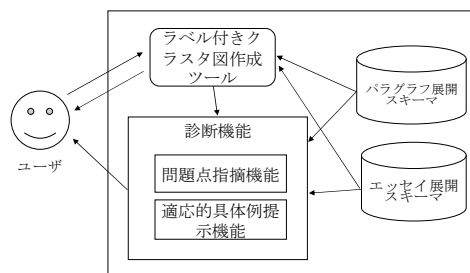 ラベル付きク
ラスタ図作成
ツール
パラグラフ展開
スキーマ
診断機能
ユーザ
問題点指摘機能
エッセイ展開
スキーマ
適応的具体例提
示機能